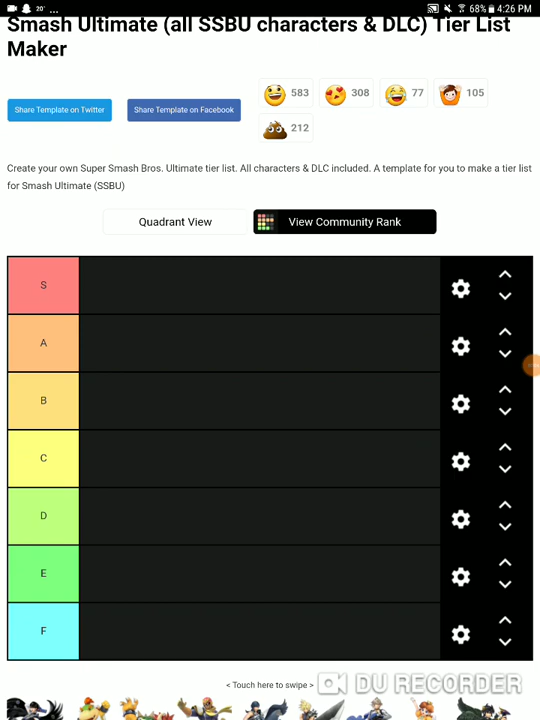 20° ... 68% 4:26 PM
Smash Ultimate (all SSBU characters & DLC) Tier List
Maker
583 308 77 105
Share Template on Twitter Share Template on Facebook
212
Create your own Super Smash Bros. Ultimate tier list. All characters & DLC included. A template for you to make a tier list
for Smash Ultimate (SSBU)
Quadrant View View Community Rank
S
A
B
C
D
E
F
< Touch here to swipe > DU RECORDER